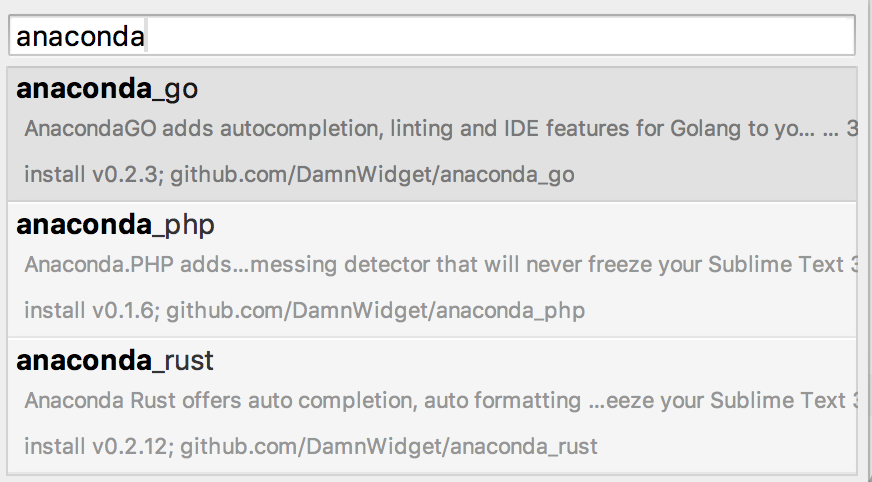 anaconda
anaconda_go
AnacondaGO adds autocompletion, linting and IDE features for Golang to yo... ... 3
install v0.2.3; github.com/DamnWidget/anaconda_go
anaconda_php
Anaconda.PHP adds...messing detector that will never freeze your Sublime Text 3
install v0.1.6; github.com/DamnWidget/anaconda_php
anaconda_rust
Anaconda Rust offers auto completion, auto formatting ...eeze your Sublime Text 3
install v0.2.12; github.com/DamnWidget/anaconda_rust